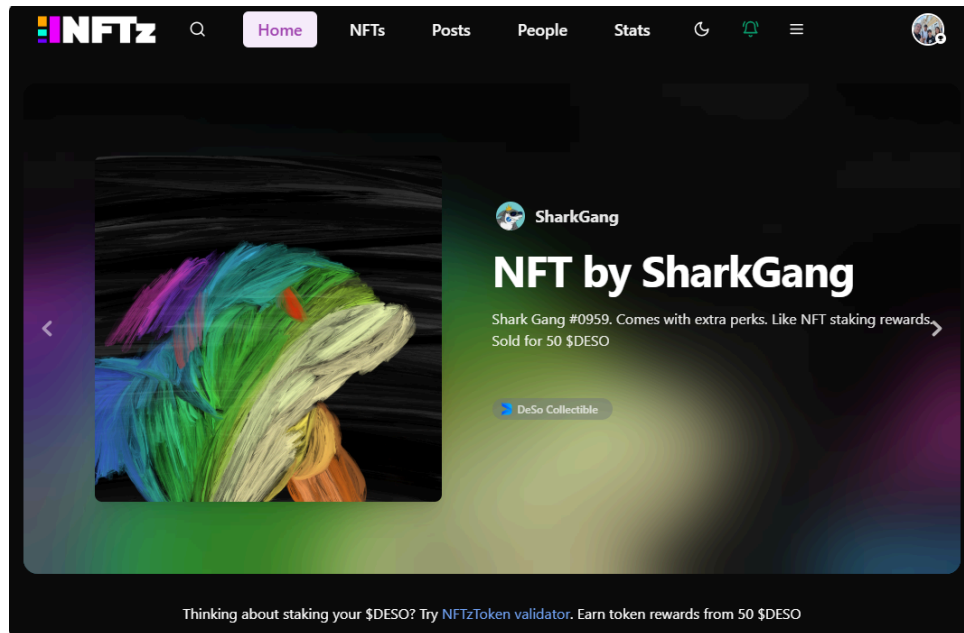 NFTz
Home
NFTs
Posts
People
Stats
SharkGang
NFT by SharkGang
Shark Gang #0959. Comes with extra perks. Like NFT staking rewards.
Sold for 50 $DESO
DeSo Collectible
Thinking about staking your $DESO? Try NFTzToken validator. Earn token rewards from 50 $DESO